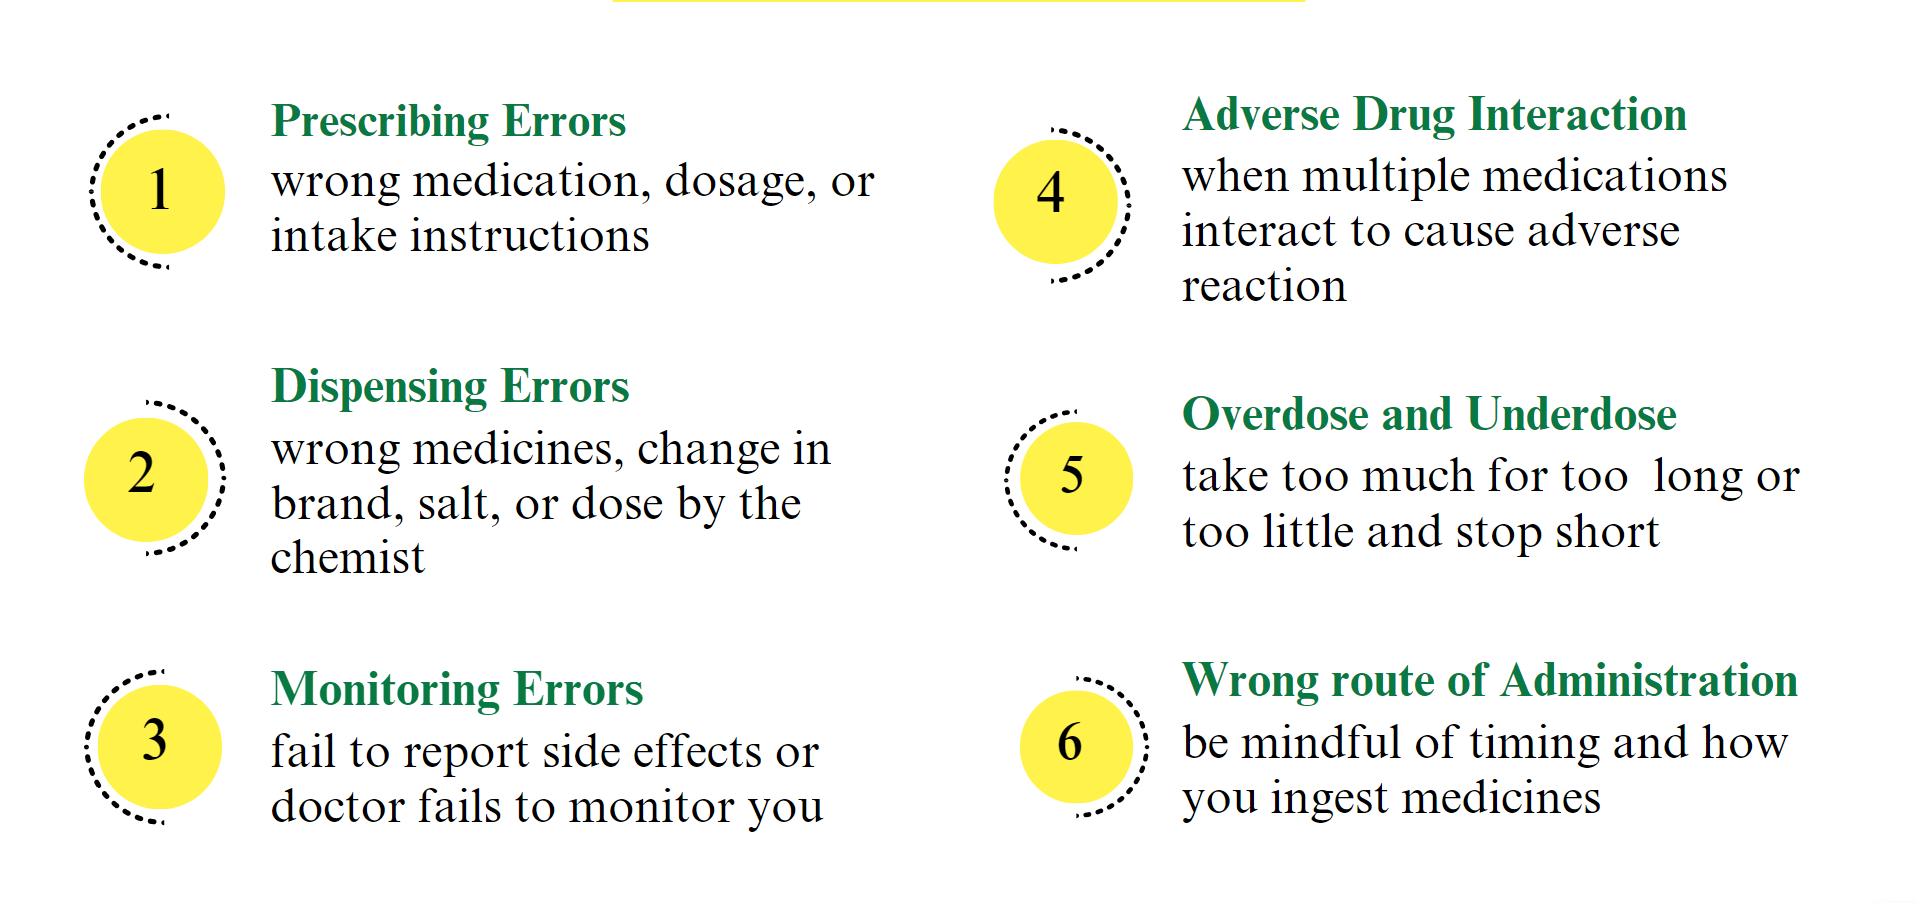 1
Prescribing Errors
wrong medication, dosage, or
intake instructions
2
Dispensing Errors
wrong medicines, change in
brand, salt, or dose by the
chemist
3
Monitoring Errors
fail to report side effects or
doctor fails to monitor you
4
Adverse Drug Interaction
when multiple medications
interact to cause adverse
reaction
5
Overdose and Underdose
take too much for too  long or
too little and stop short
6
Wrong route of Administration
be mindful of timing and how
you ingest medicines